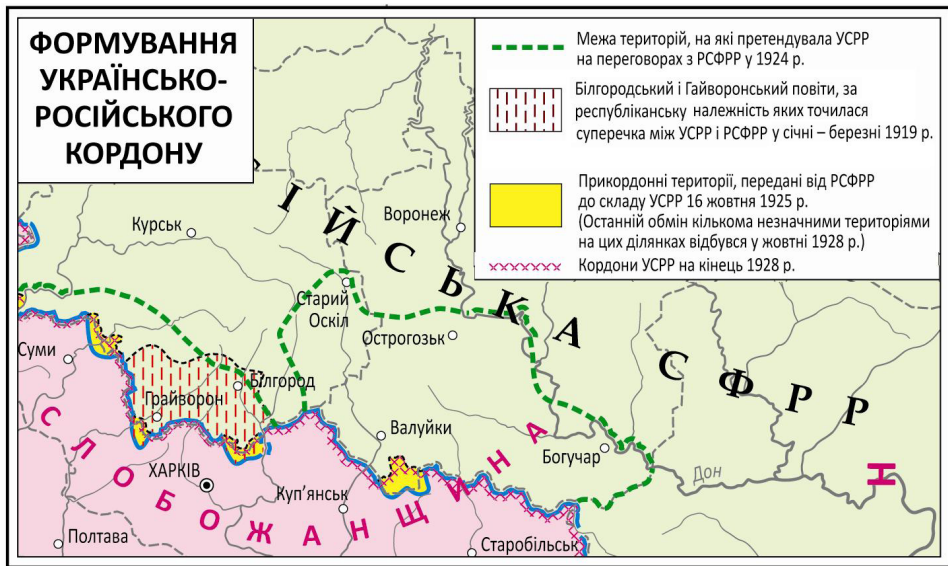 ФОРМУВАННЯ
УКРАЇНСЬКО-
РОСІЙСЬКОГО
КОРДОНУ
Межа територій, на які претендувала УСРР
на переговорах з РСФРР у 1924 р.
Білгородський і Гайворонський повіти, за
республіканську належність яких точилася
суперечка між УСРР і РСФРР у січні – березні 1919 р.
Прикордонні території, передані від РСФРР
до складу УСРР 16 жовтня 1925 р.
(Останній обмін кількома незначними територіями
на цих ділянках відбувся у жовтні 1928 р.)
Кордони УСРР на кінець 1928 р.
ІЙСЬКА СФРР
Воронеж
Курськ
Старий
Оскіл
Острогозьк
Суми
Білгород
Грайворон
Валуйки
Богучар
ХАРКІВ
Куп'янськ
Дон
Н
СЛОБОЖАНЩИНА
Полтава
Старобільськ